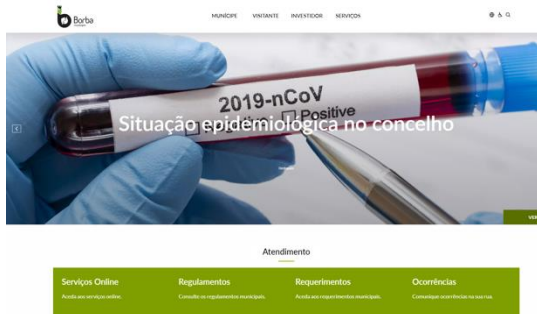 Borba
MUNÍCIPE VISITANTE INVESTIDOR SERVIÇOS
2019-nCoV
Positive
Situação epidemiológica no concelho
VER
Atendimento
Serviços Online Regulamentos Requerimentos Ocorrências
Aceda aos serviços online. Consulte os regulamentos municipais. Aceda aos requerimentos municipais. Comunique ocorrências na sua rua.